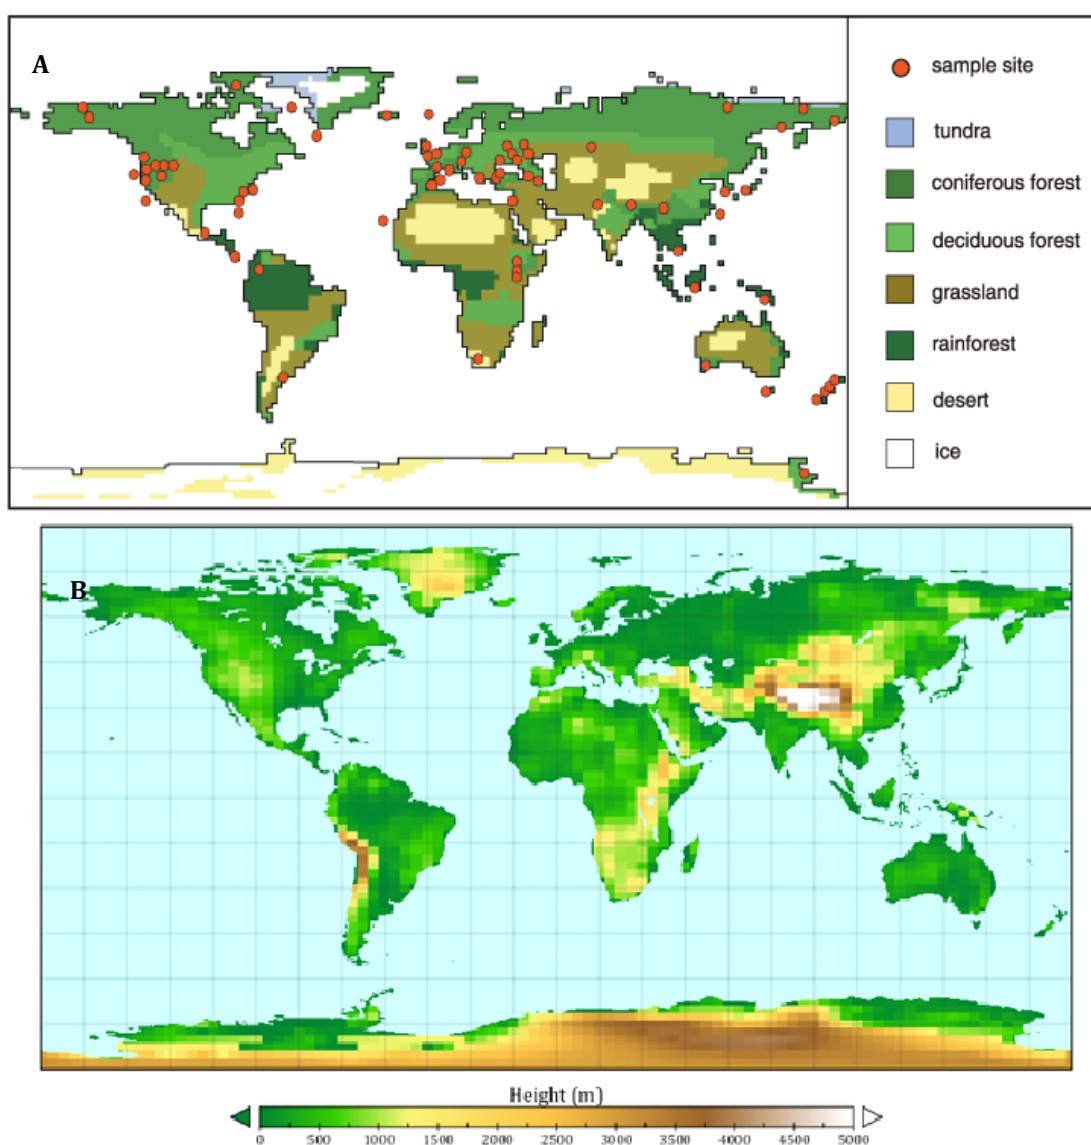 A
sample site
tundra
coniferous forest
deciduous forest
grassland
rainforest
desert
ice
B
Height (m)
0 500 1000 1500 2000 2500 3000 3500 4000 4500 5000